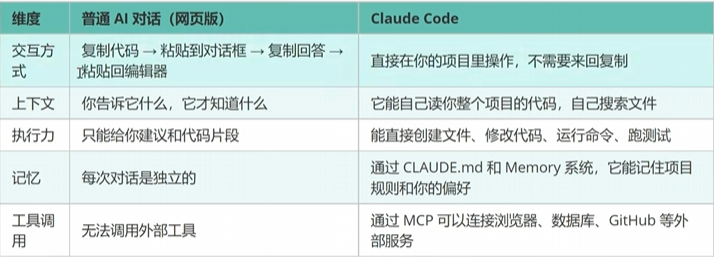 维度 普通 AI 对话（网页版） Claude Code
交互方 复制代码 → 粘贴到对话框 → 复制回答 → 直接在你的项目里操作，不需要来回复制
式 粘贴回编辑器
上下文 你告诉它什么，它才知道什么 它能自己读你整个项目的代码，自己搜索文件
执行力 只能给你建议和代码片段 能直接创建文件、修改代码、运行命令、跑测试
记忆 每次对话是独立的 通过 CLAUDE.md 和 Memory 系统，它能记住项目
规则和你的偏好
工具调 无法调用外部工具 通过 MCP 可以连接浏览器、数据库、GitHub 等外
用 部服务